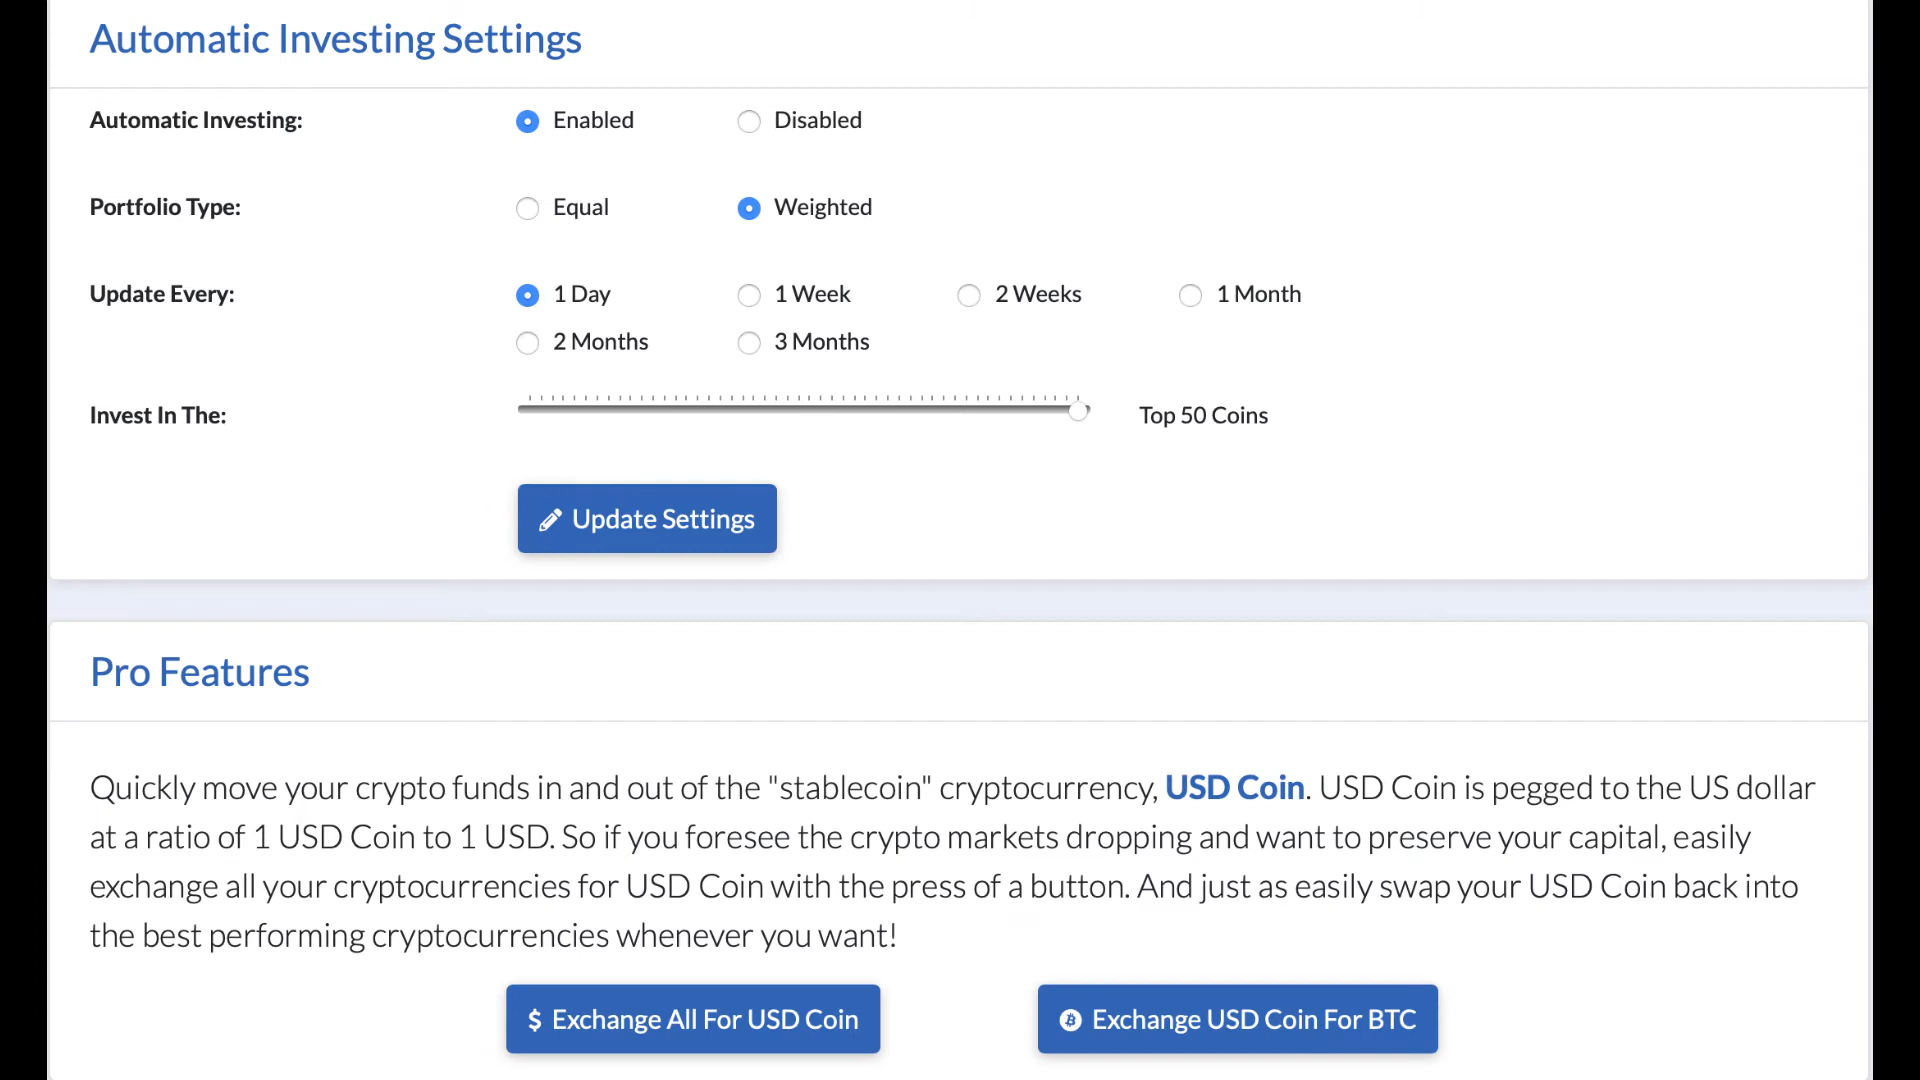 Automatic Investing Settings
Automatic Investing: Enabled Disabled
Portfolio Type: Equal Weighted
Update Every: 1 Day 1 Week 2 Weeks 1 Month
2 Months 3 Months
Invest In The: Top 50 Coins
Update Settings
Pro Features
Quickly move your crypto funds in and out of the "stablecoin" cryptocurrency, USD Coin. USD Coin is pegged to the US dollar
at a ratio of 1 USD Coin to 1 USD. So if you foresee the crypto markets dropping and want to preserve your capital, easily
exchange all your cryptocurrencies for USD Coin with the press of a button. And just as easily swap your USD Coin back into
the best performing cryptocurrencies whenever you want!
$ Exchange All For USD Coin Exchange USD Coin For BTC